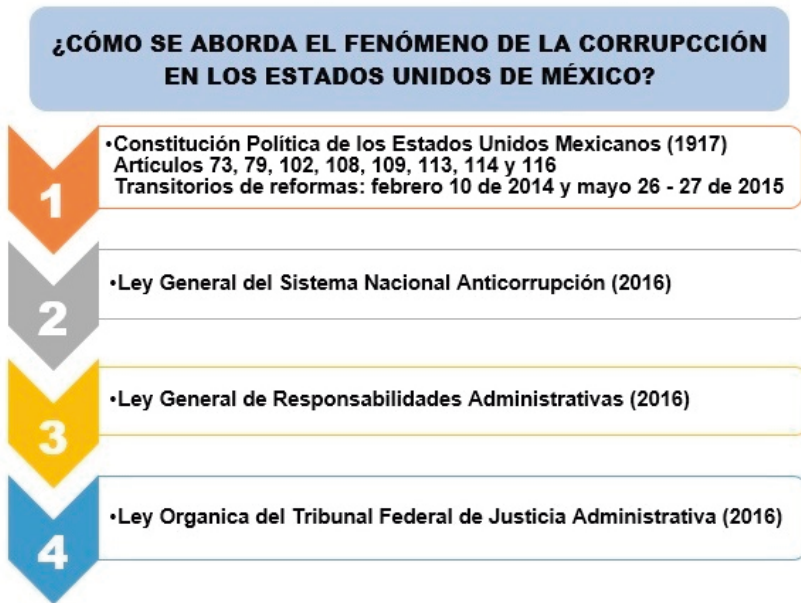 ¿CÓMO SE ABORDA EL FENÓMENO DE LA CORRUPCCIÓN
EN LOS ESTADOS UNIDOS DE MÉXICO?
1
•Constitución Política de los Estados Unidos Mexicanos (1917)
Artículos 73, 79, 102, 108, 109, 113, 114 y 116
Transitorios de reformas: febrero 10 de 2014 y mayo 26 - 27 de 2015
2
•Ley General del Sistema Nacional Anticorrupción (2016)
3
•Ley General de Responsabilidades Administrativas (2016)
4
•Ley Organica del Tribunal Federal de Justicia Administrativa (2016)